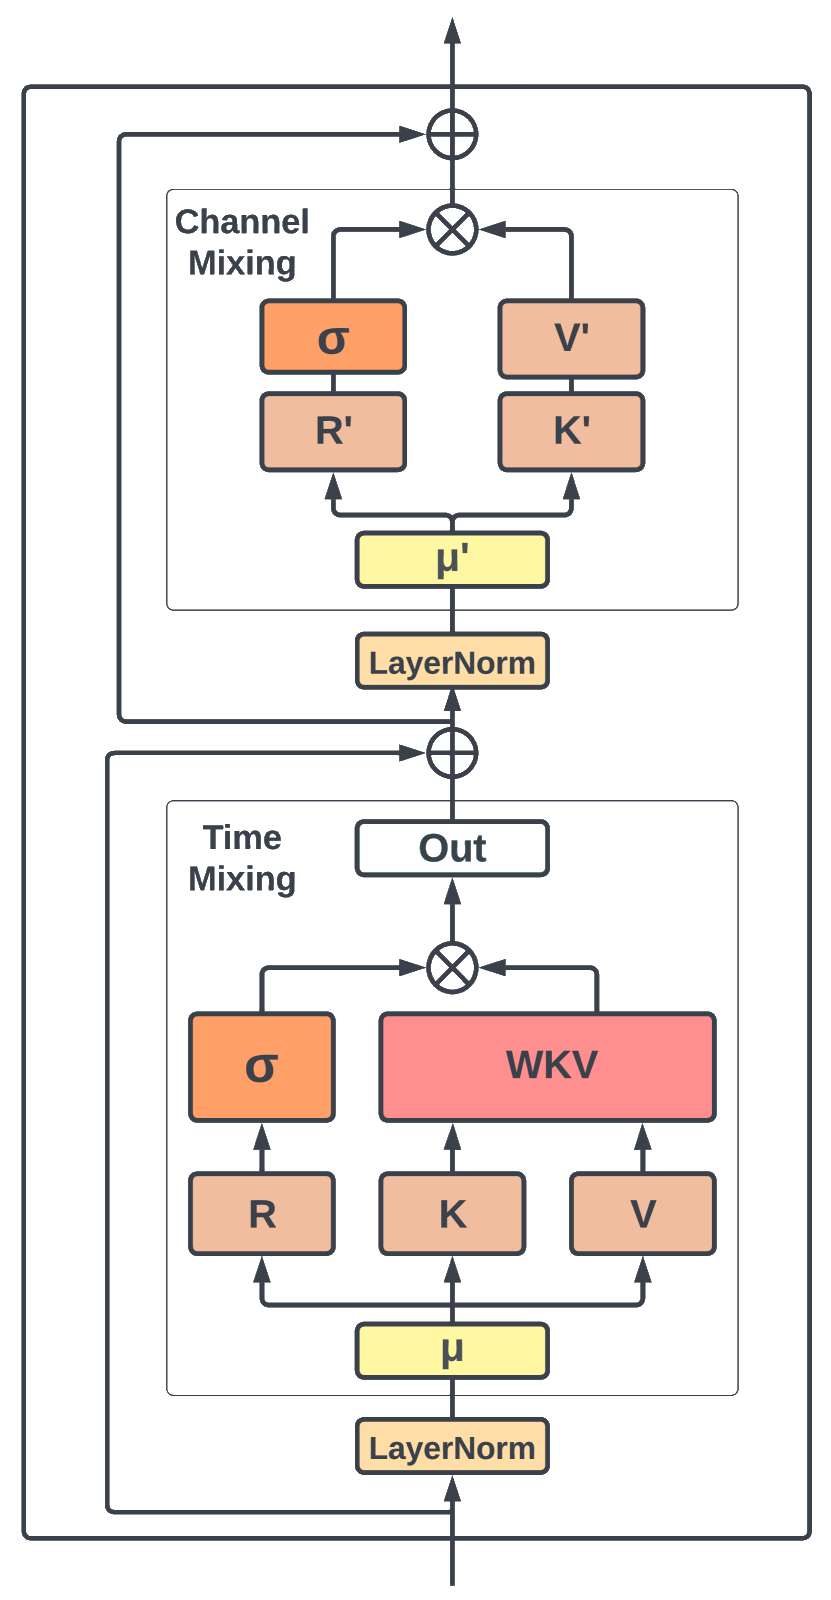 Channel
Mixing
σ
V'
R'
K'
μ'
LayerNorm
Time
Mixing
Out
σ
WKV
R
K
V
μ
LayerNorm